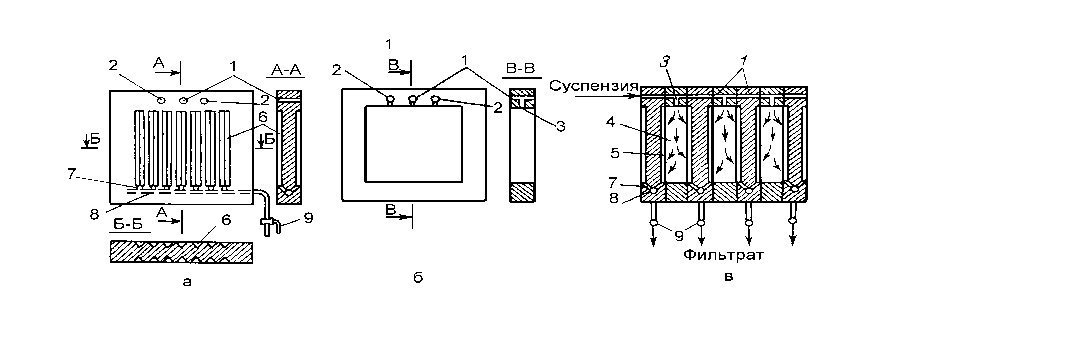 А 1 А-А
2
2
6
Б Б
7
8
А
9
Б-Б 6
а
1
В 1 В-В
2
2
3
В
б
3 1
Суспензия
4
5
7
8
9
Фильтрат
в